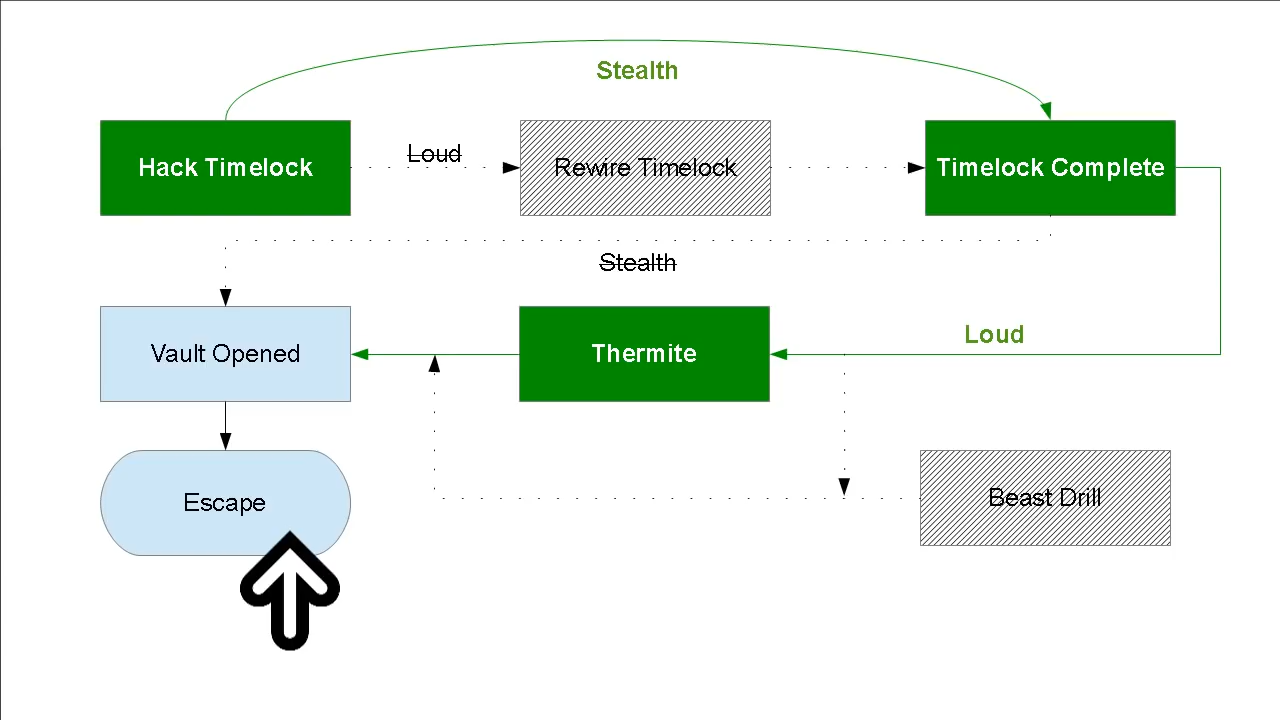 Stealth
Hack Timelock
Loud
Rewire Timelock
Timelock Complete
Stealth
Loud
Vault Opened
Thermite
Escape
Beast Drill